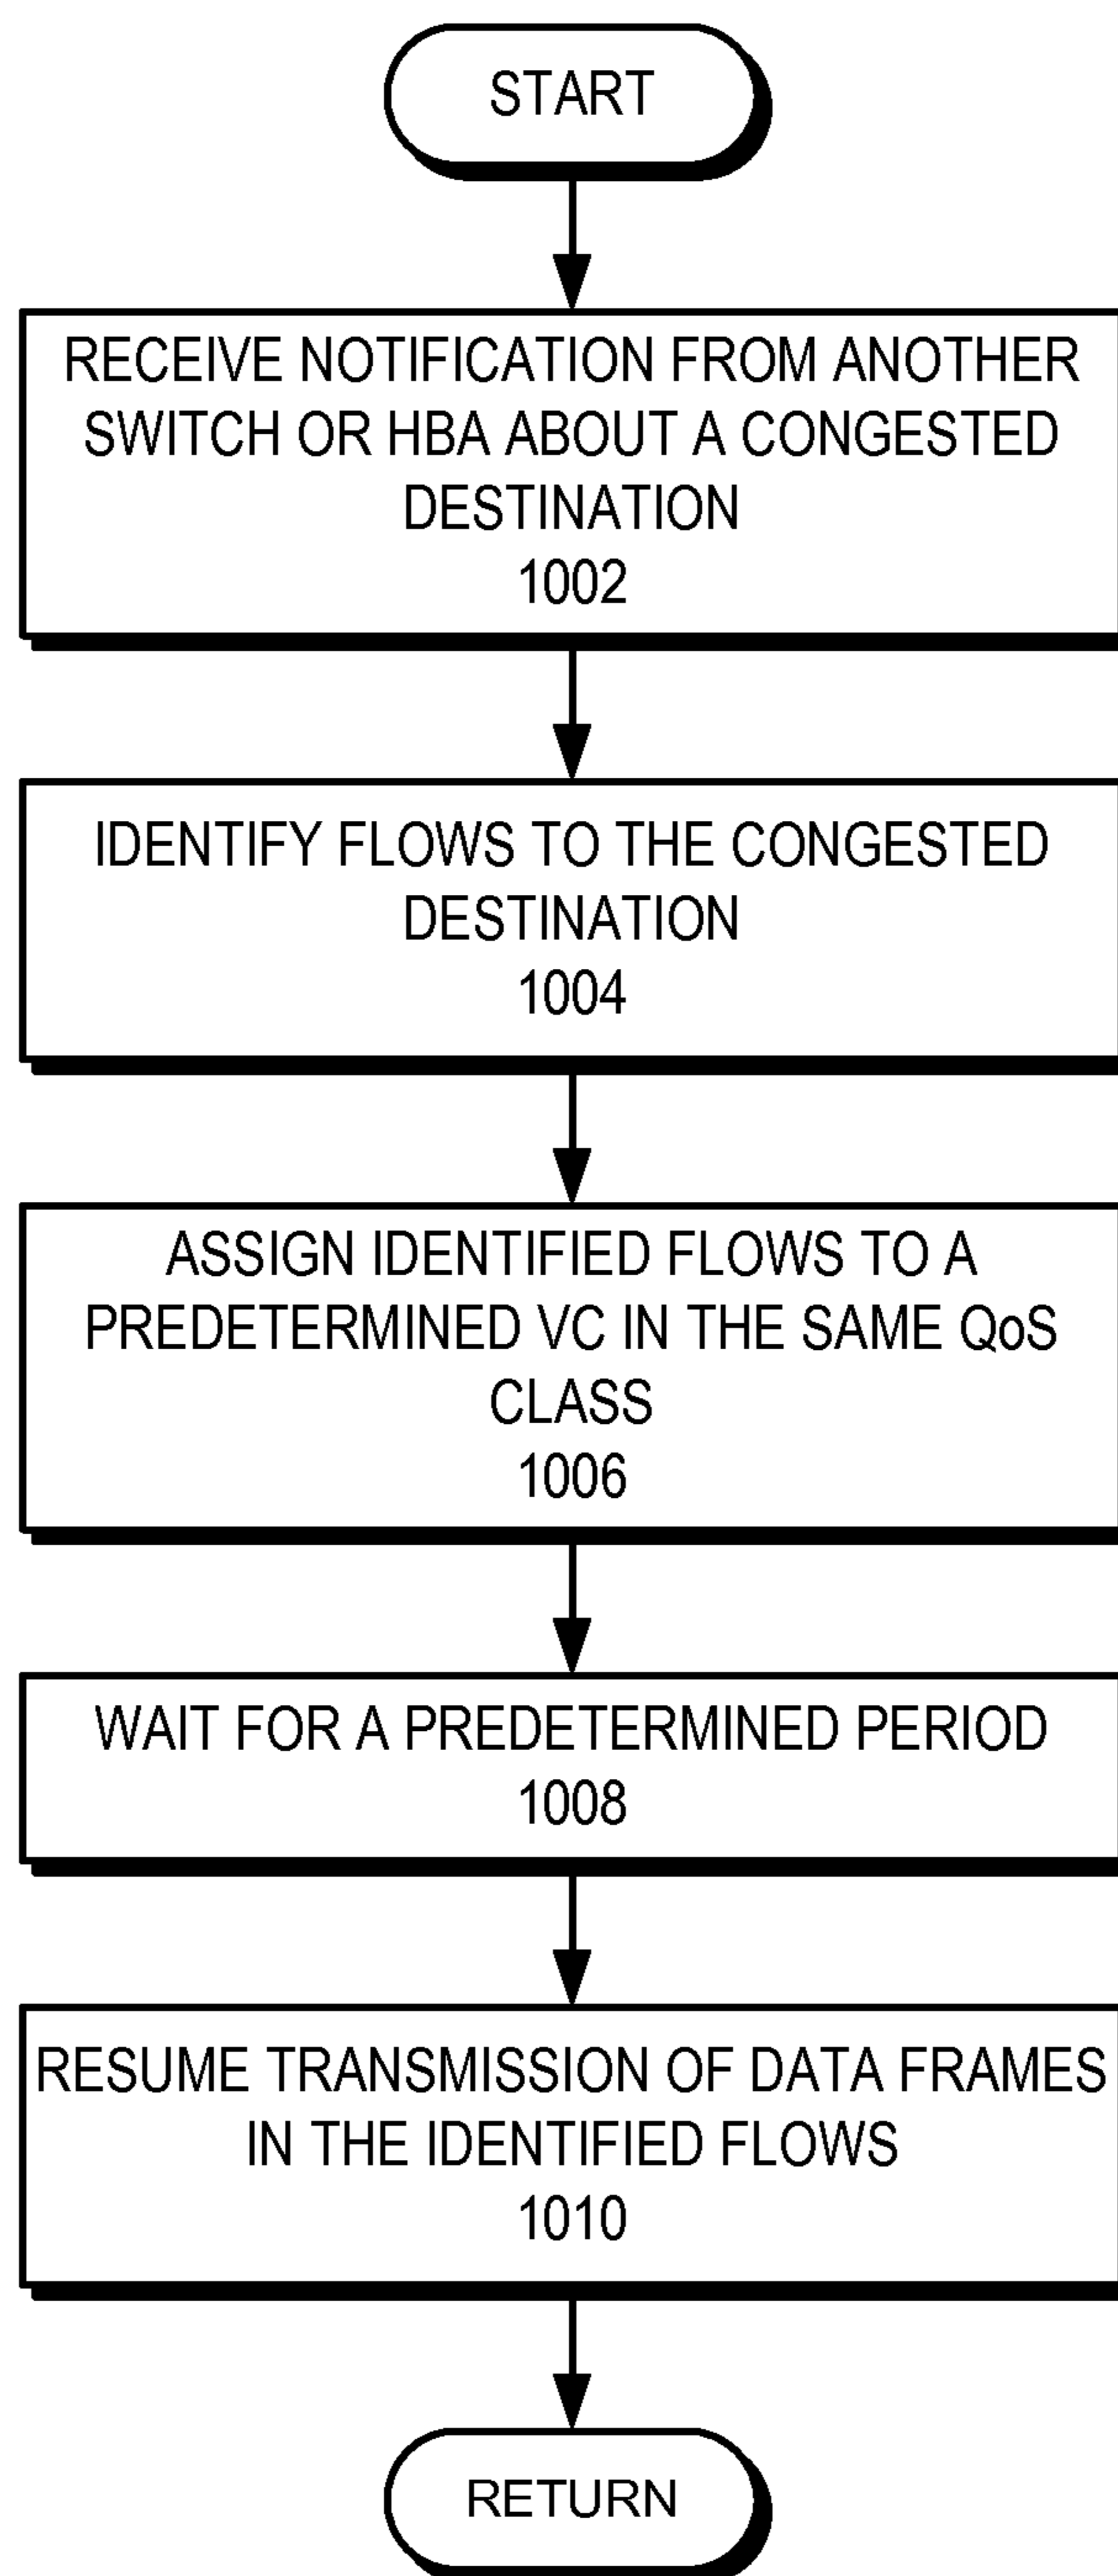 START
RECEIVE NOTIFICATION FROM ANOTHER
SWITCH OR HBA ABOUT A CONGESTED
DESTINATION
1002
IDENTIFY FLOWS TO THE CONGESTED
DESTINATION
1004
ASSIGN IDENTIFIED FLOWS TO A
PREDETERMINED VC IN THE SAME QoS
CLASS
1006
WAIT FOR A PREDETERMINED PERIOD
1008
RESUME TRANSMISSION OF DATA FRAMES
IN THE IDENTIFIED FLOWS
1010
RETURN